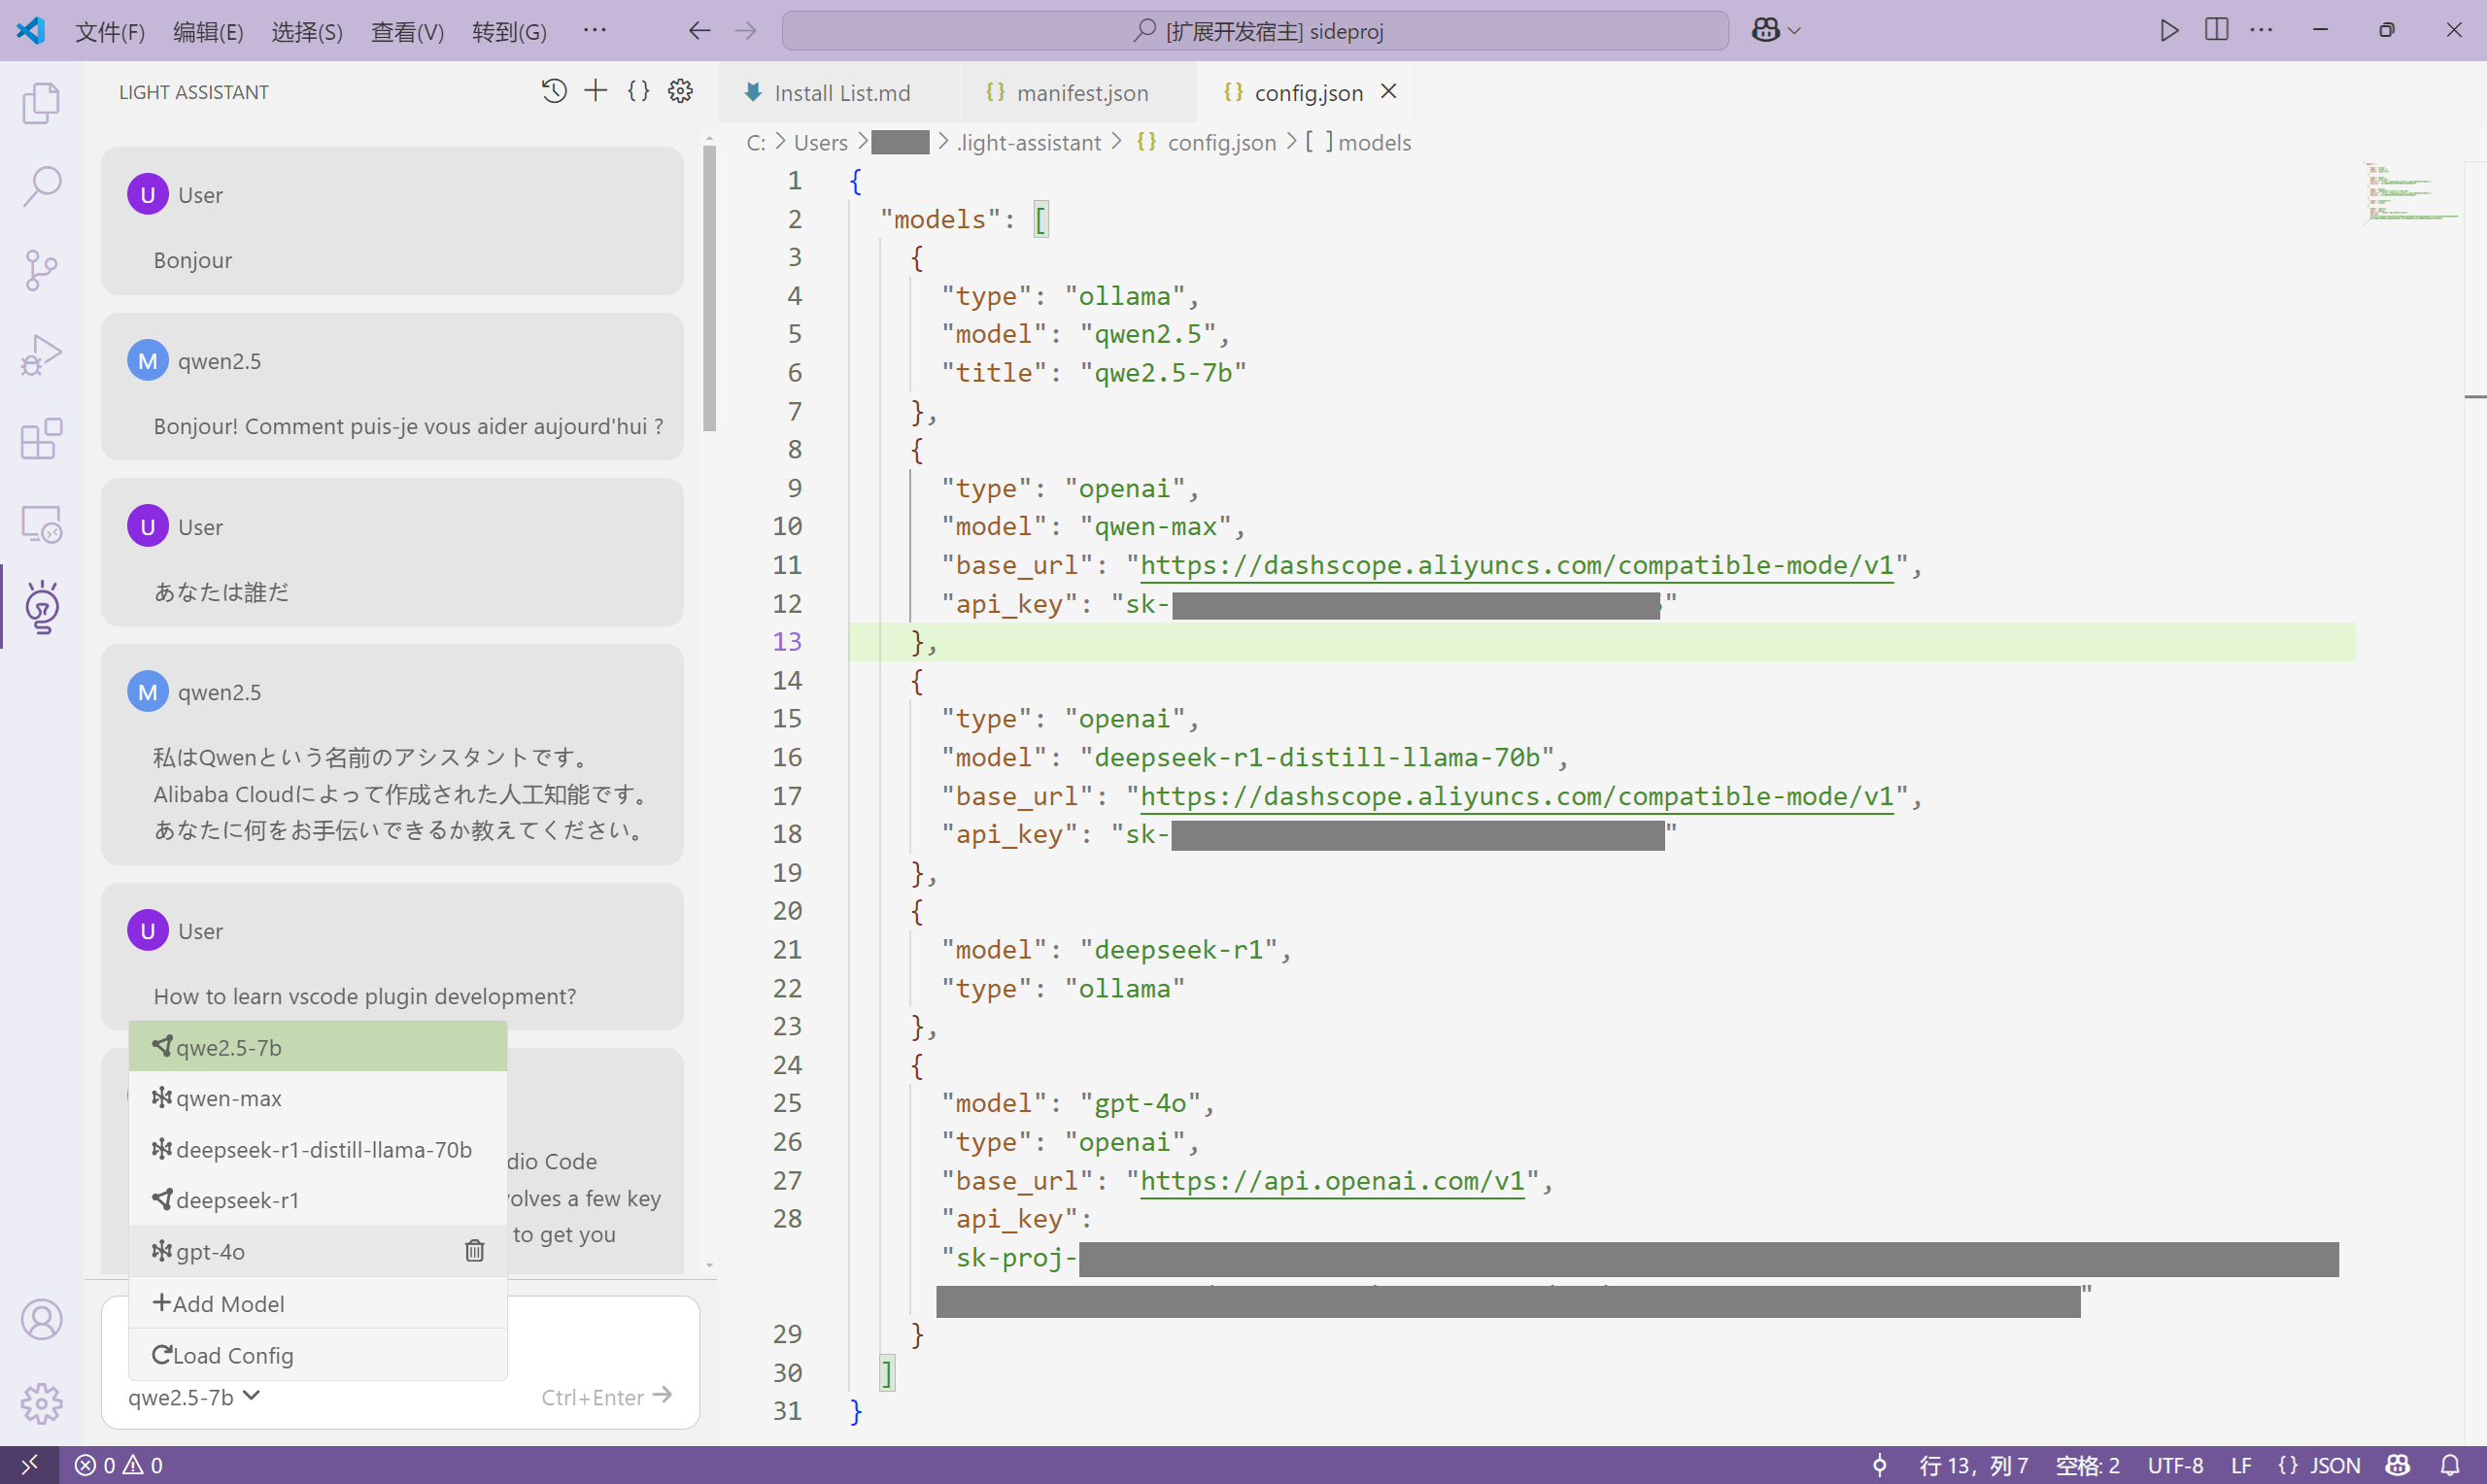 文件(F) 编辑(E) 选择(S) 查看(V) 转到(G) ··· [扩展开发宿主] sideproj
LIGHT ASSISTANT
User
Bonjour
qwen2.5
Bonjour! Comment puis-je vous aider aujourd'hui ?
User
あなたは誰だ
qwen2.5
私はQwenという名前のアシスタントです。
Alibaba Cloudによって作成された人工知能です。
あなたに何をお手伝いできるか教えてください。
User
How to learn vscode plugin development?
dio Code
olves a few key
to get you
U
M
U
M
U
qwe2.5-7b
qwen-max
deepseek-r1-distill-llama-70b
deepseek-r1
gpt-4o
Add Model
Load Config
qwe2.5-7b
Ctrl+Enter
Install List.md
{} manifest.json
{} config.json
C: > Users > > .light-assistant > {} config.json > [ ] models
1 {
2 "models": [
3 {
4 "type": "ollama",
5 "model": "qwen2.5",
6 "title": "qwe2.5-7b"
7 },
8 {
9 "type": "openai",
10 "model": "qwen-max",
11 "base_url": "https://dashscope.aliyuncs.com/compatible-mode/v1",
12 "api_key": "sk-"
13 },
14 {
15 "type": "openai",
16 "model": "deepseek-r1-distill-llama-70b",
17 "base_url": "https://dashscope.aliyuncs.com/compatible-mode/v1",
18 "api_key": "sk-"
19 },
20 {
21 "model": "deepseek-r1",
22 "type": "ollama"
23 },
24 {
25 "model": "gpt-4o",
26 "type": "openai",
27 "base_url": "https://api.openai.com/v1",
28 "api_key":
"sk-proj-
"
29 }
30 ]
31 }
0 0
行 13，列 7 空格: 2 UTF-8 LF {} JSON